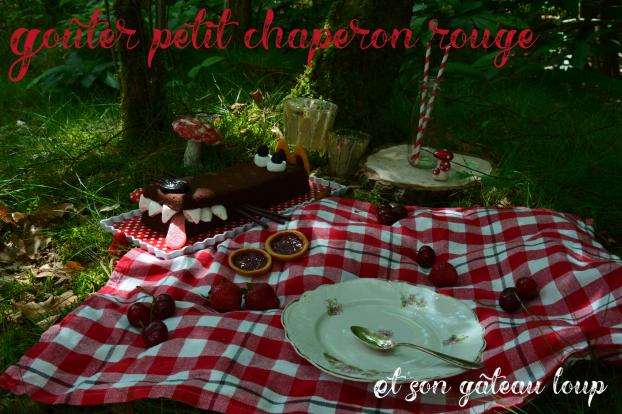 goûter petit chaperon rouge
et son gâteau loup